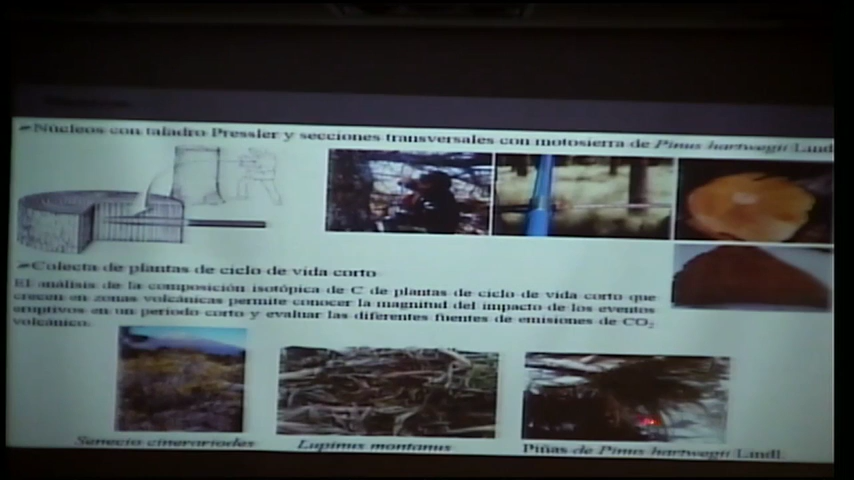 Núcleos con taladro Pressler y secciones transversales con motosierra de Pinus hartwegii Lindl
Colecta de plantas de ciclo de vida corto
El análisis de la composición isotópica de C de plantas de ciclo de vida corto que
crecen en zonas volcánicas permite conocer la magnitud del impacto de los eventos
eruptivos en un periodo corto y evaluar las diferentes fuentes de emisiones de CO₂
volcánico.
Senecio cinerariodes
Lupinus montanus
Piñas de Pinus hartwegii Lindl.